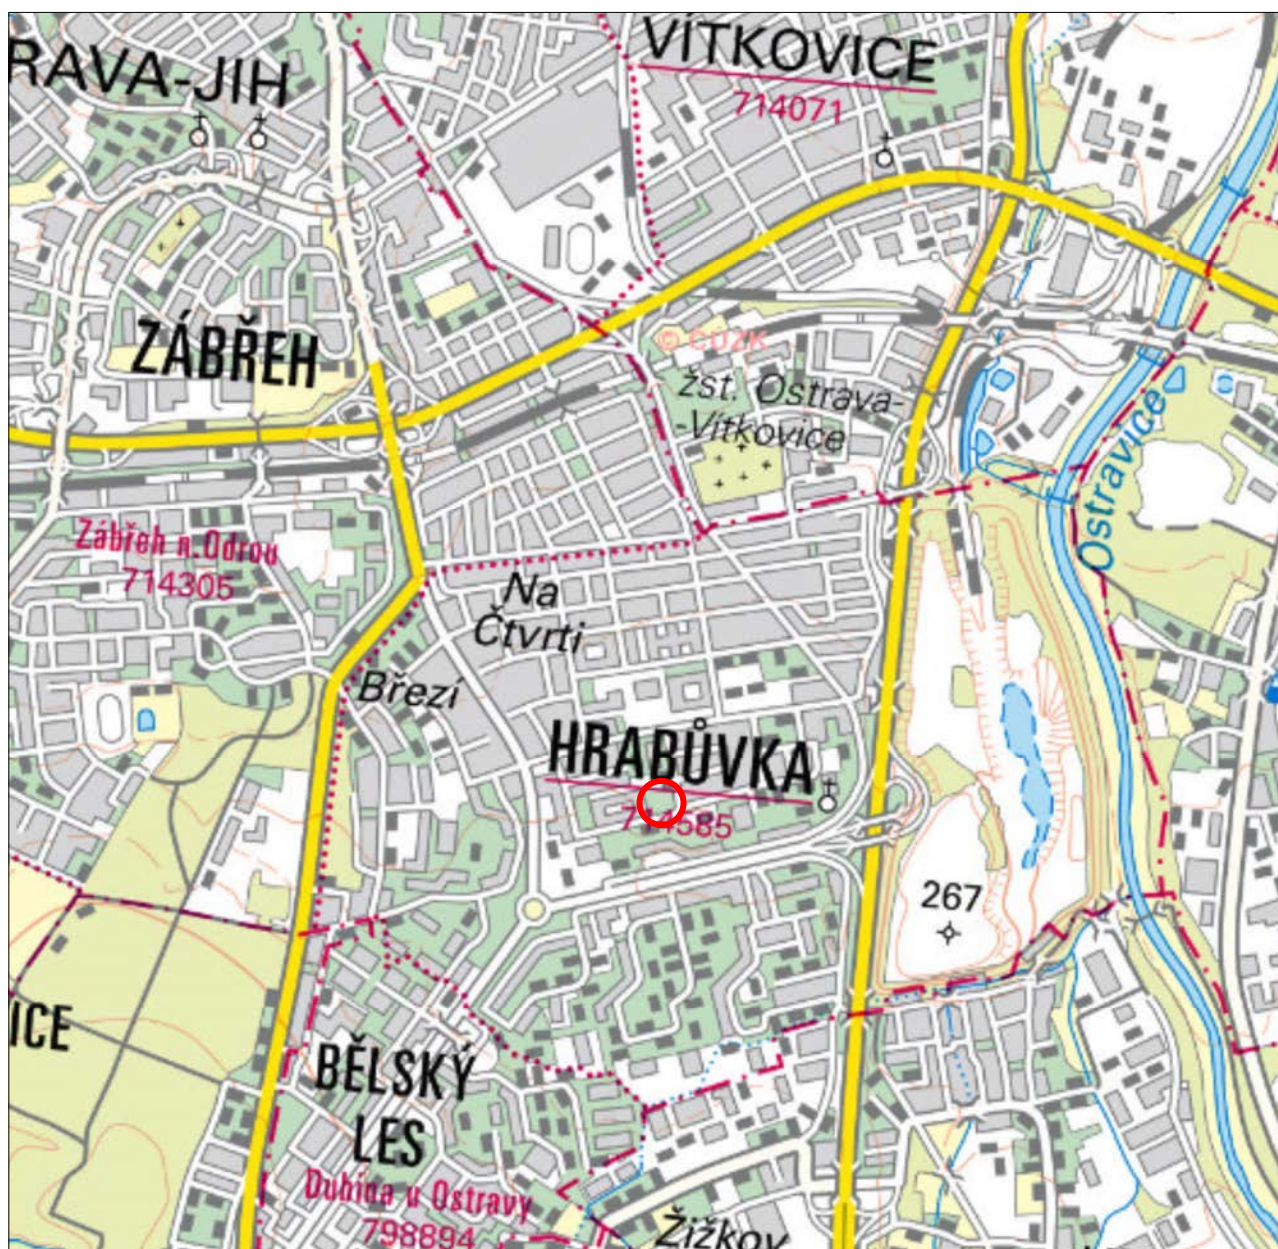 RAVA-JIH
VÍTKOVICE
714071
ZÁBŘEH
© ČÚZK
žst. Ostrava-
-Vítkovice
Ostravice
Zábřeh n.Odrou
714305
Na
Čtvrti
Březí
HRABŮVKA
714585
267
ICE
BĚLSKÝ
LES
Dubina u Ostravy
798894
Žižkov